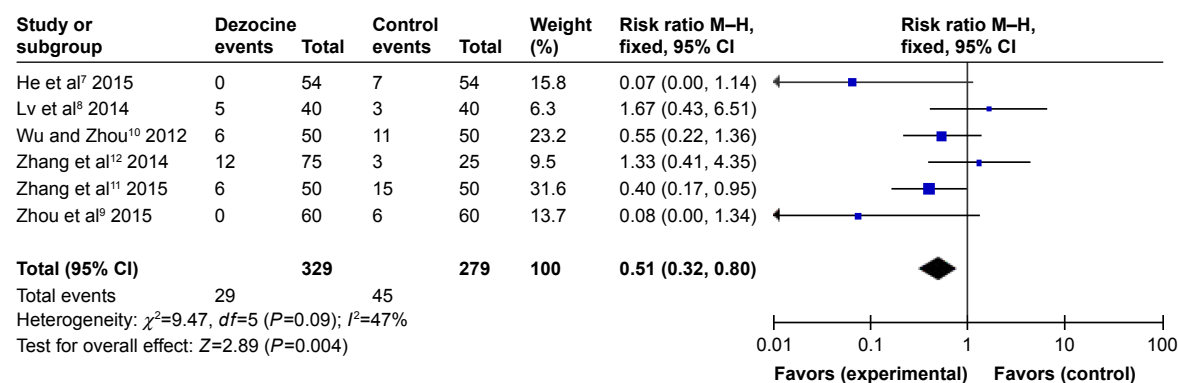 Study or subgroup Dezocine events Total Control events Total Weight (%) Risk ratio M–H, fixed, 95% CI Risk ratio M–H, fixed, 95% CI
He et al⁷ 2015 0 54 7 54 15.8 0.07 (0.00, 1.14)
Lv et al⁸ 2014 5 40 3 40 6.3 1.67 (0.43, 6.51)
Wu and Zhou¹⁰ 2012 6 50 11 50 23.2 0.55 (0.22, 1.36)
Zhang et al¹² 2014 12 75 3 25 9.5 1.33 (0.41, 4.35)
Zhang et al¹¹ 2015 6 50 15 50 31.6 0.40 (0.17, 0.95)
Zhou et al⁹ 2015 0 60 6 60 13.7 0.08 (0.00, 1.34)
Total (95% CI) 329 279 100 0.51 (0.32, 0.80)
Total events 29 45
Heterogeneity: χ²=9.47, df=5 (P=0.09); I²=47%
Test for overall effect: Z=2.89 (P=0.004)
0.01 0.1 1 10 100
Favors (experimental) Favors (control)